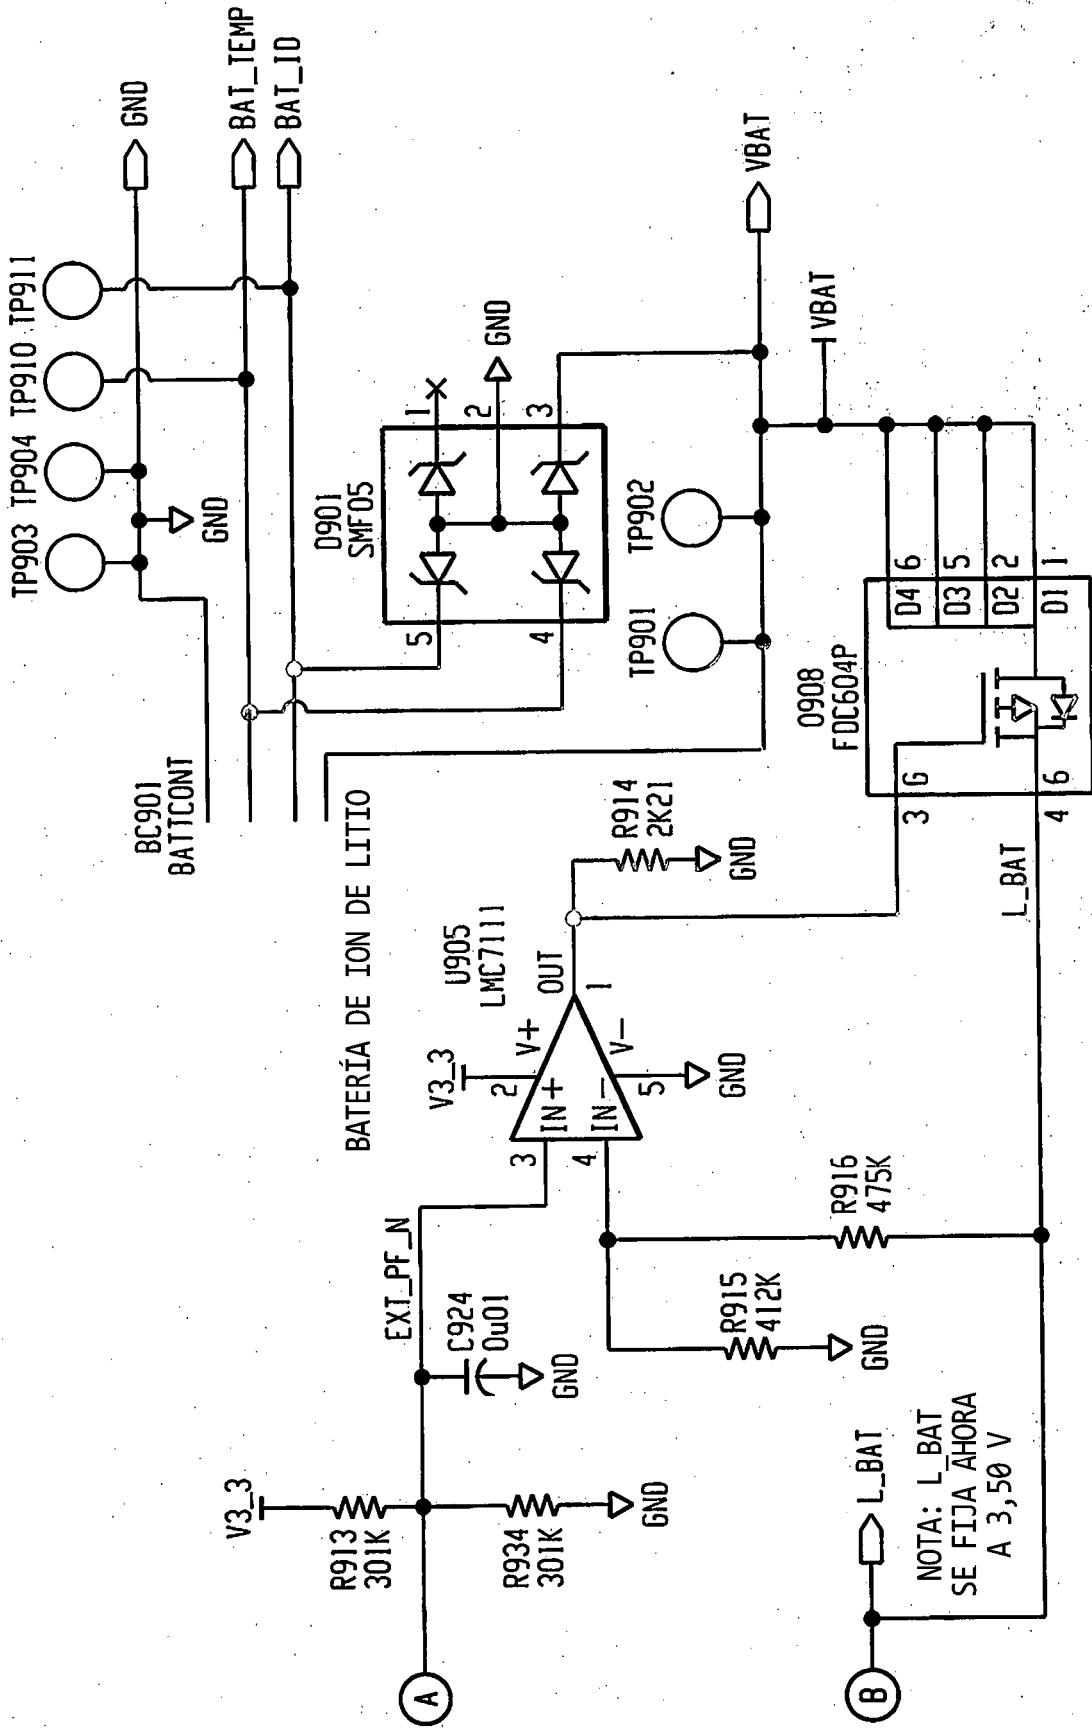 TP903 TP904 TP910 TP911
GND
GND
BAT_TEMP
BAT_ID
BC901
BATTCONT
BATERÍA DE ION DE LITIO
D901
SMF05
1
2
3
4
5
GND
TP901
TP902
VBAT
VBAT
V3_3
R913
301K
R934
301K
GND
A
EXT_PF_N
C924
0u01
GND
V3_3
U905
LMC7111
V+
2
3
IN+
OUT
1
4
IN-
V-
5
GND
R914
2K21
GND
R915
412K
GND
R916
475K
Q908
FDC604P
3
G
D4
6
D3
5
D2
2
D1
1
4
6
L_BAT
B
L_BAT
NOTA: L_BAT
SE FIJA AHORA
A 3,50 V